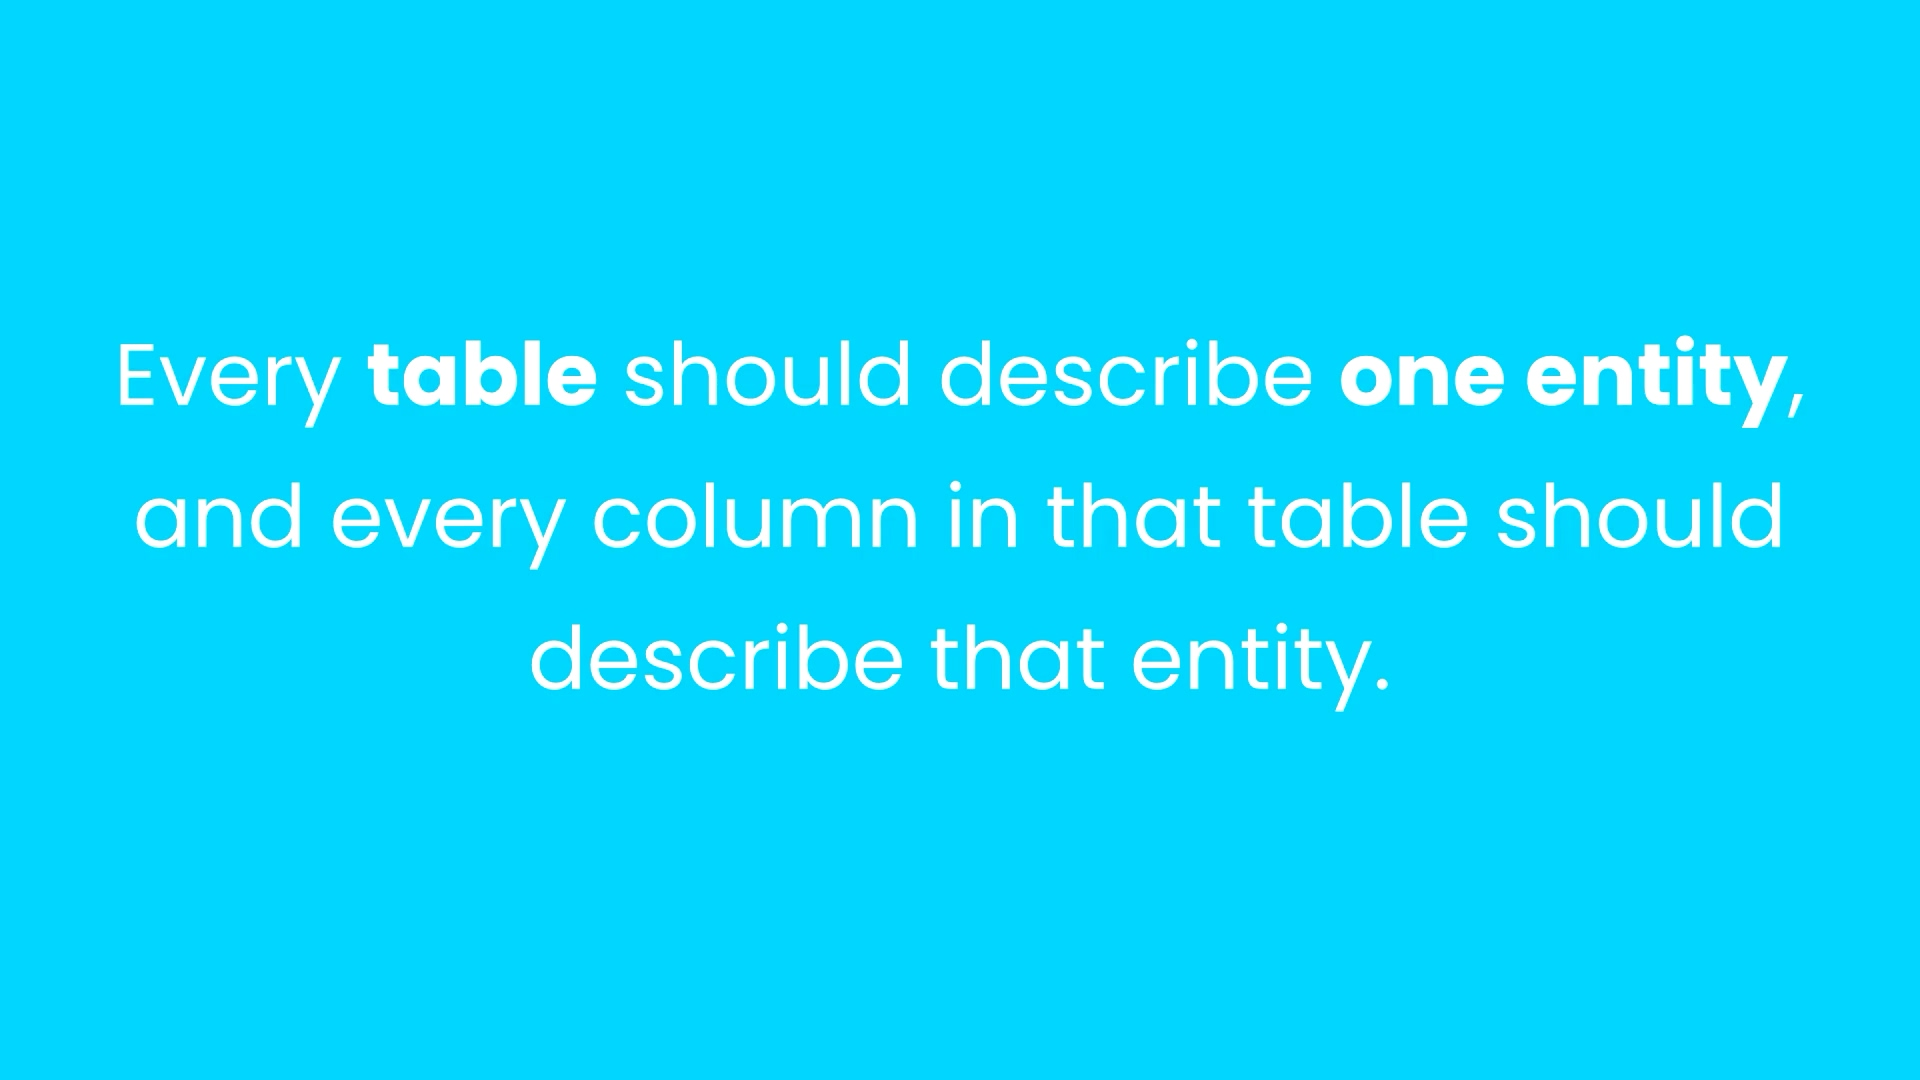 Every table should describe one entity,
and every column in that table should
describe that entity.